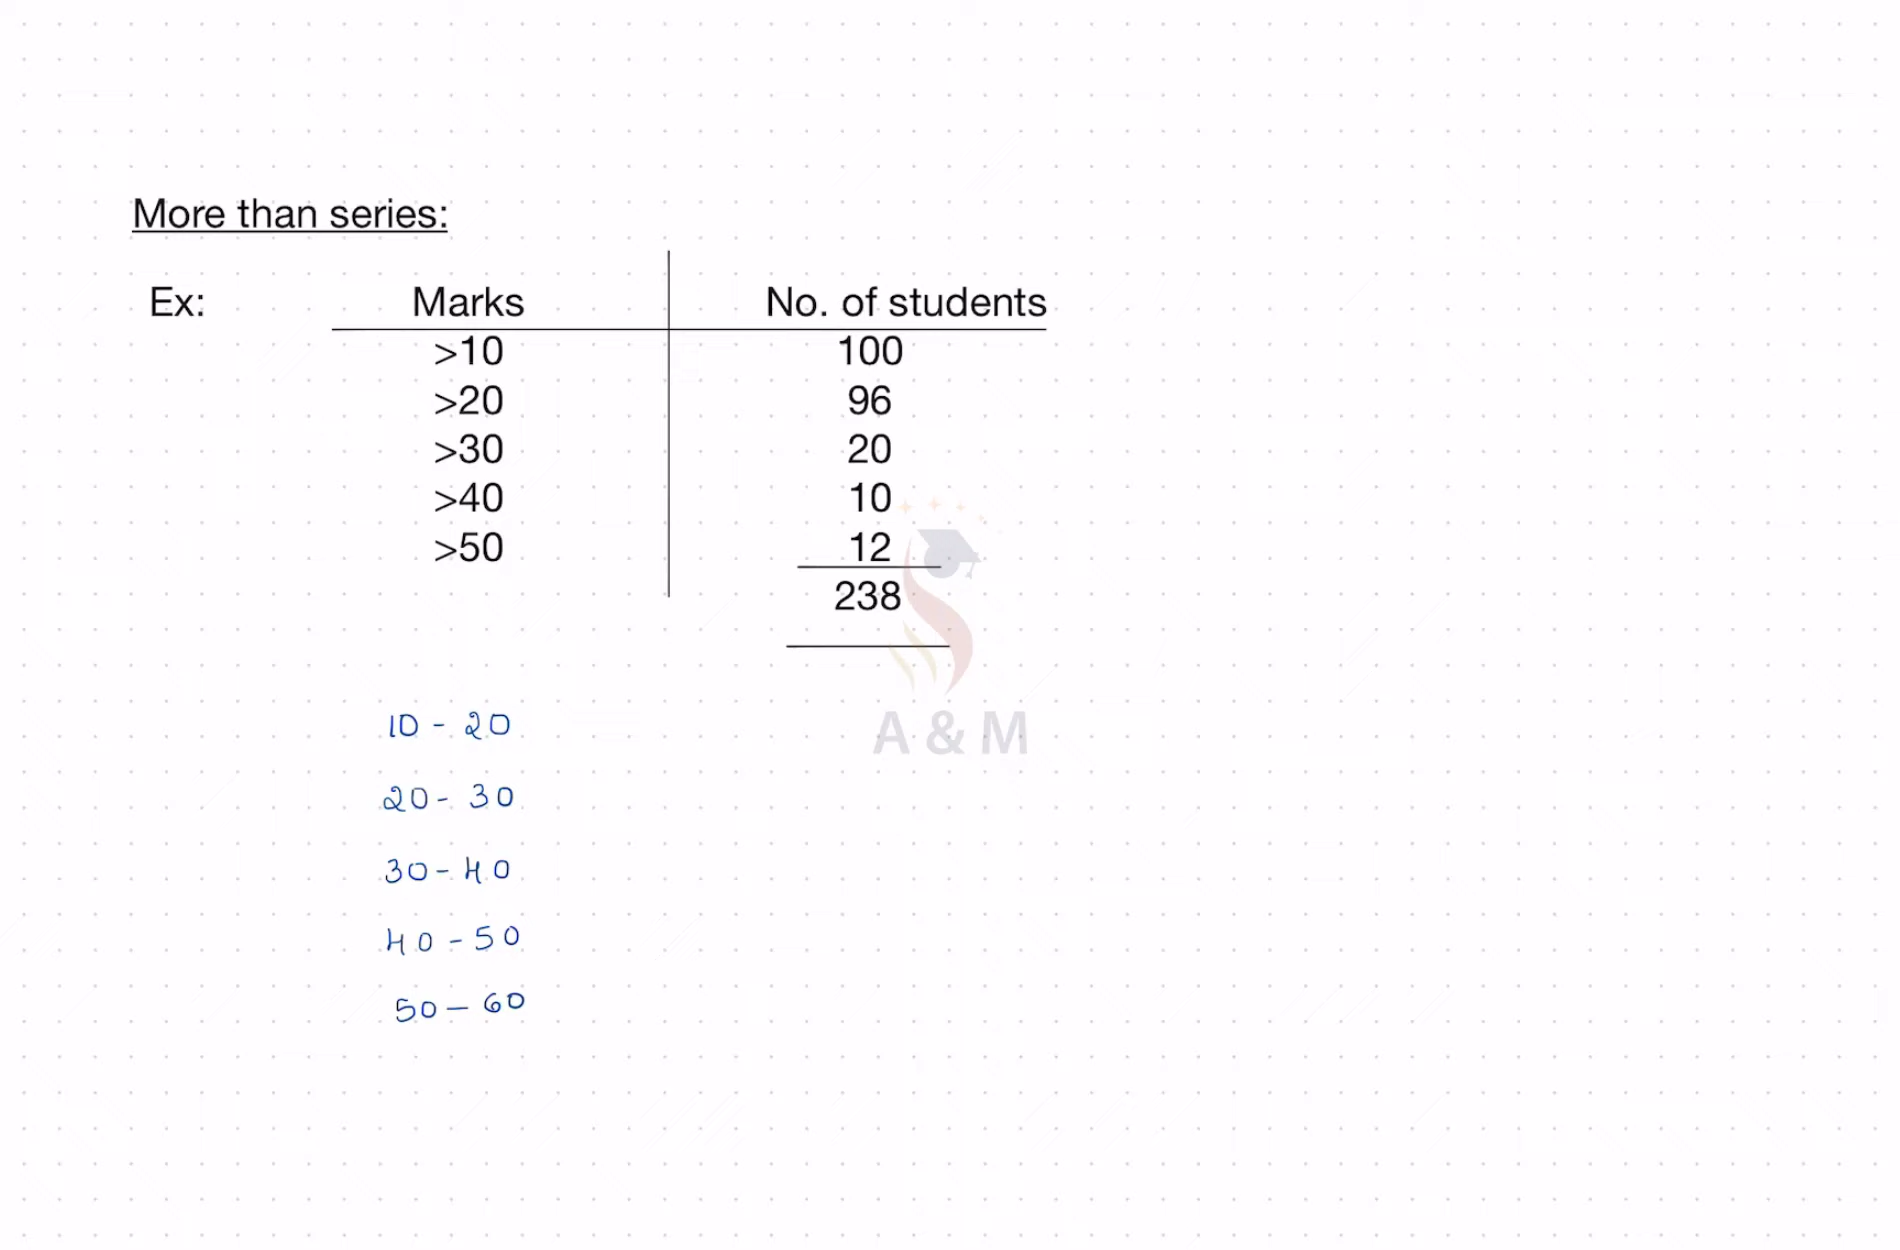 More than series:
Ex: Marks No. of students
>10 100
>20 96
>30 20
>40 10
>50 12
238
A & M
10 - 20
20 - 30
30 - 40
40 - 50
50 - 60